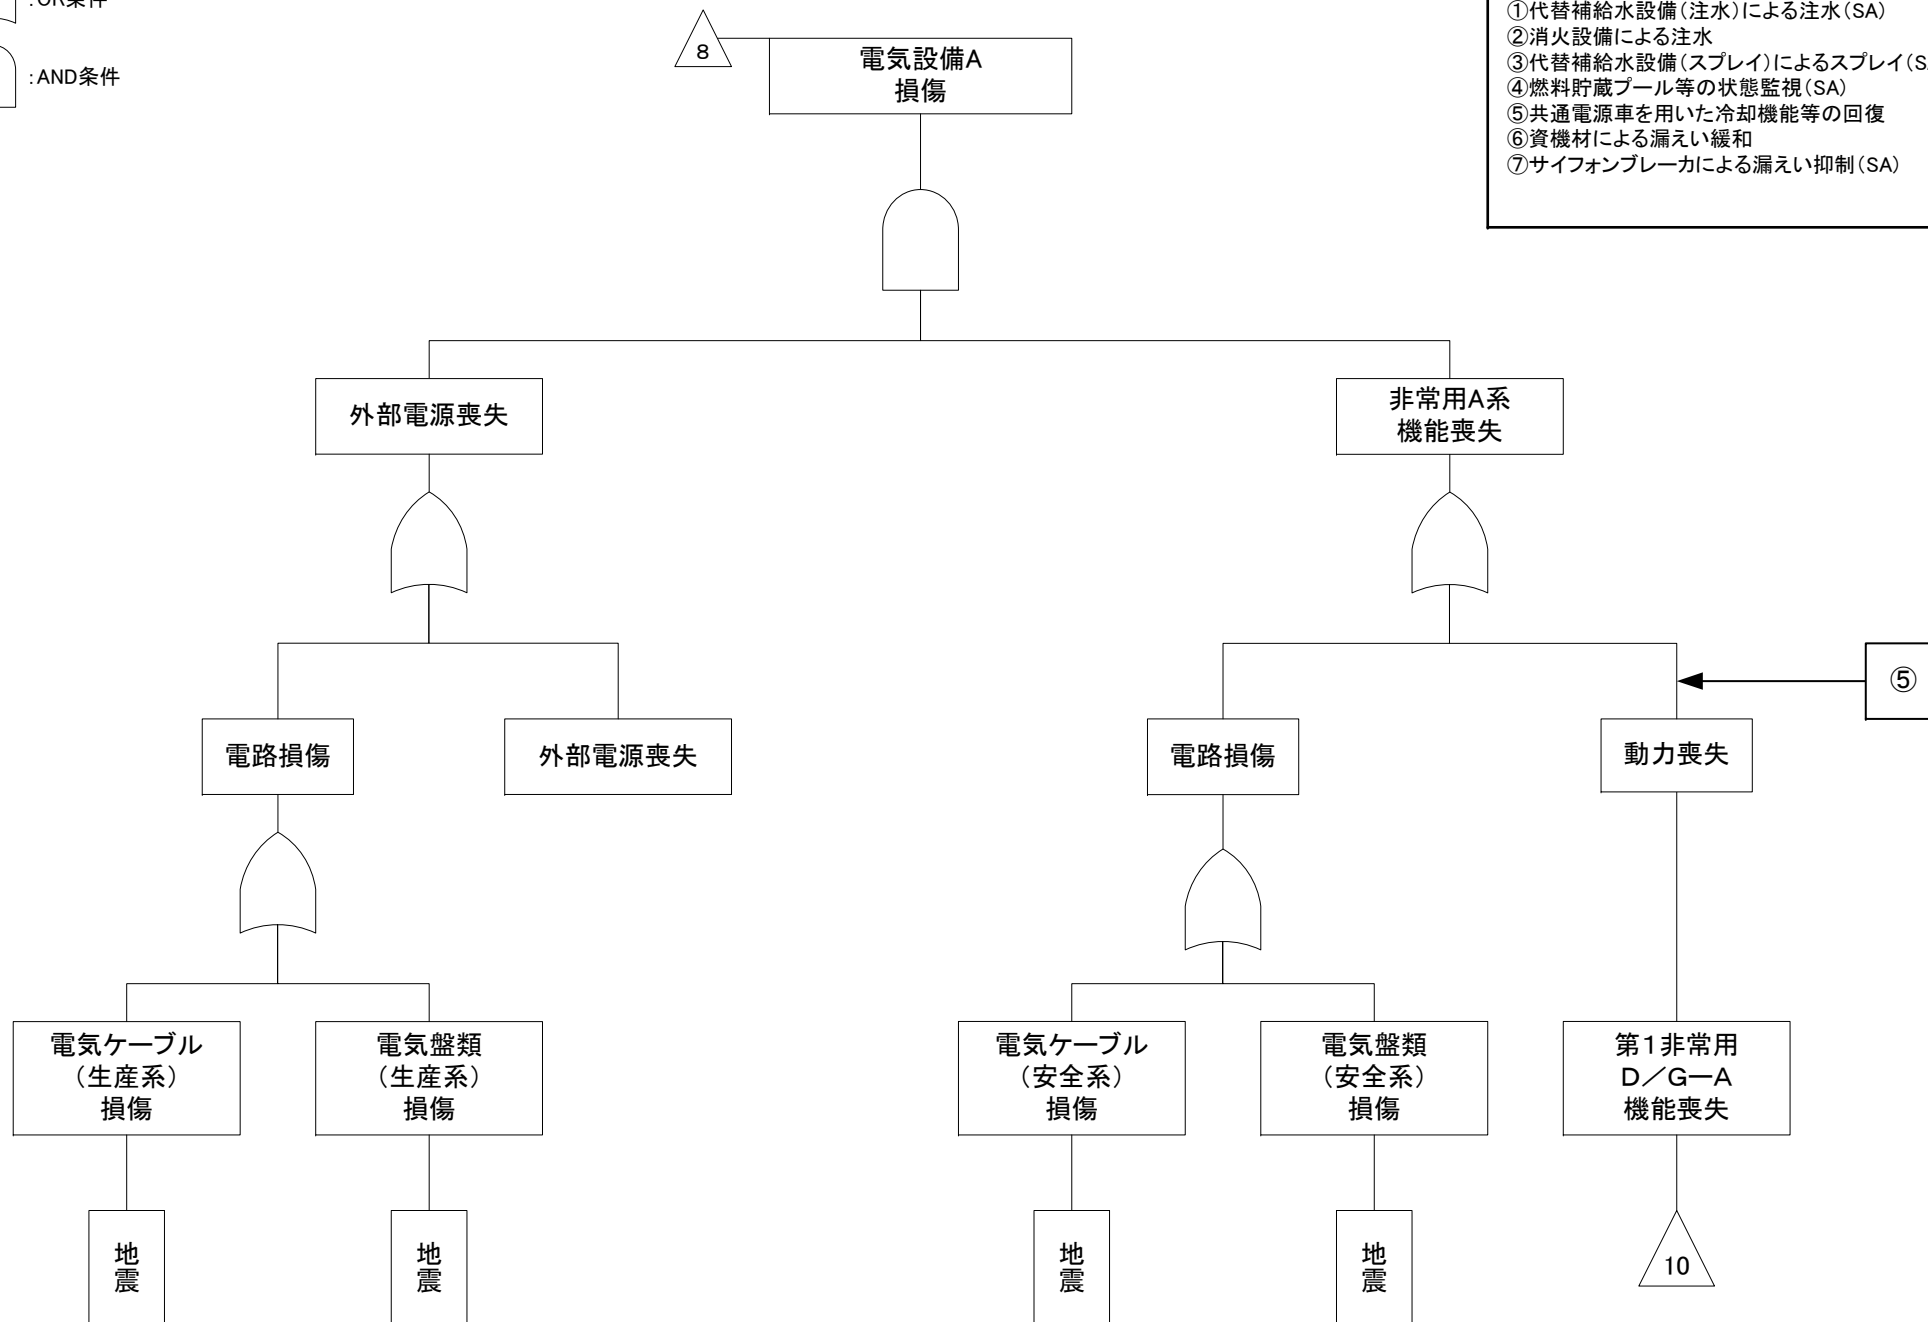 :OR条件
:AND条件
①代替補給水設備(注水)による注水(SA)
②消火設備による注水
③代替補給水設備(スプレイ)によるスプレイ(S
④燃料貯蔵プール等の状態監視(SA)
⑤共通電源車を用いた冷却機能等の回復
⑥資機材による漏えい緩和
⑦サイフォンブレーカによる漏えい抑制(SA)
8
電気設備A
損傷
外部電源喪失
非常用A系
機能喪失
⑤
電路損傷
外部電源喪失
電路損傷
動力喪失
電気ケーブル
(生産系)
損傷
電気盤類
(生産系)
損傷
電気ケーブル
(安全系)
損傷
電気盤類
(安全系)
損傷
第1非常用
D/G-A
機能喪失
地震
地震
地震
地震
10